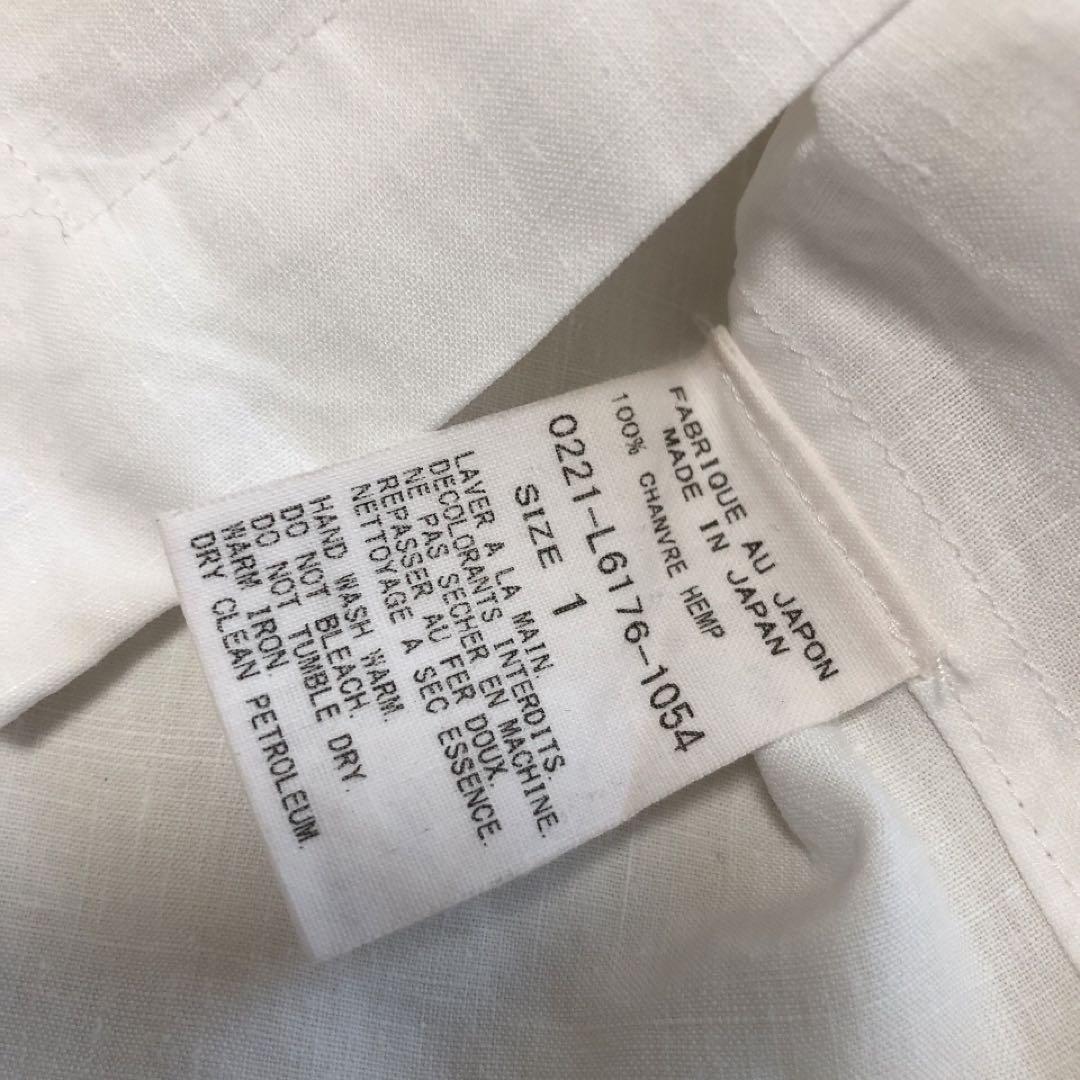 FABRIQUE AU JAPON
MADE IN JAPAN
100% CHANVRE HEMP
0221-L6176-1054
SIZE 1
LAVER A LA MAIN.
DECOLORANTS INTERDITS.
NE PAS SECHER EN MACHINE.
REPASSER AU FER DOUX.
NETTOYAGE A SEC ESSENCE.
HAND WASH WARM.
DO NOT BLEACH.
DO NOT TUMBLE DRY.
WARM IRON.
DRY CLEAN PETROLEUM.